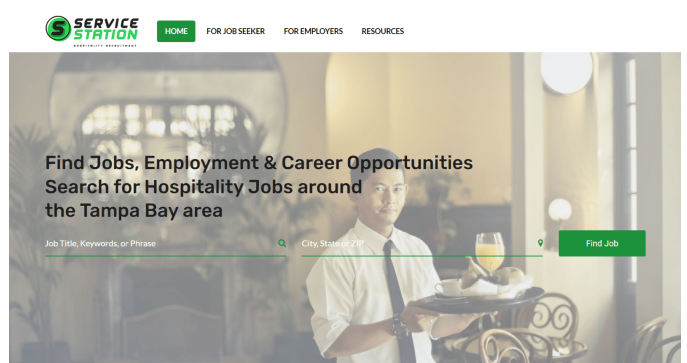 SERVICE
STATION
HOSPITALITY RECRUITMENT
HOME FOR JOB SEEKER FOR EMPLOYERS RESOURCES
Find Jobs, Employment & Career Opportunities
Search for Hospitality Jobs around
the Tampa Bay area
Job Title, Keywords, or Phrase City, State or ZIP Find Job